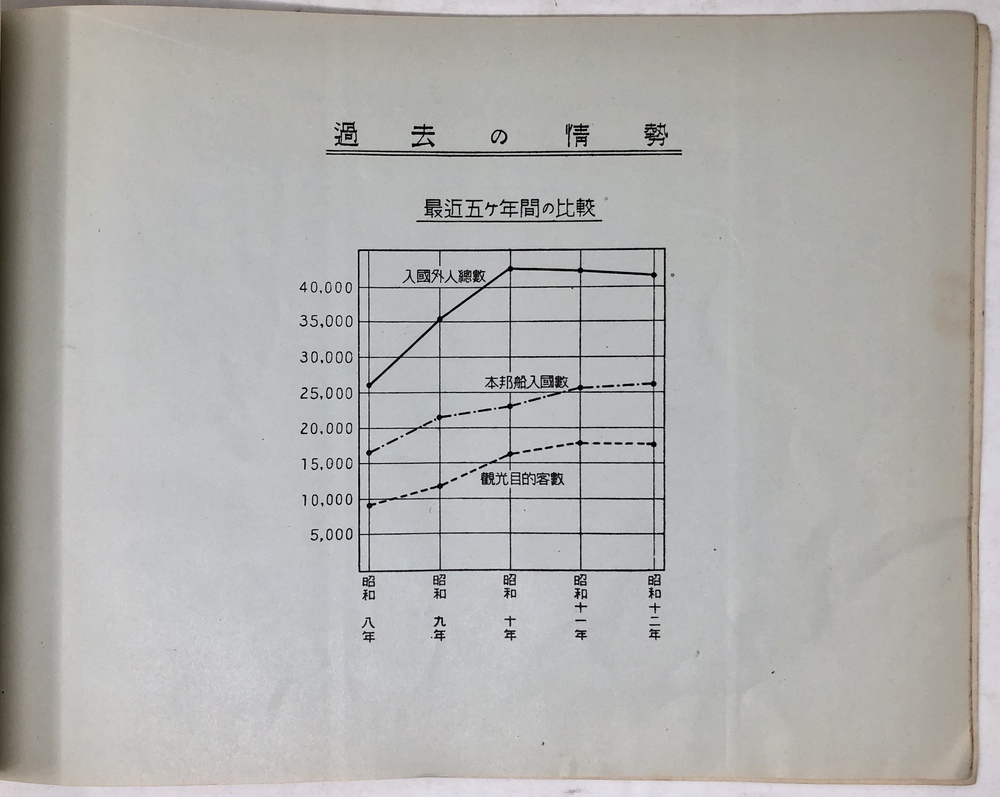 過去の情勢
最近五ヶ年間の比較
入國外人總數
本邦船入國數
觀光目的客數
40,000
35,000
30,000
25,000
20,000
15,000
10,000
5,000
昭和八年
昭和九年
昭和十年
昭和十一年
昭和十二年